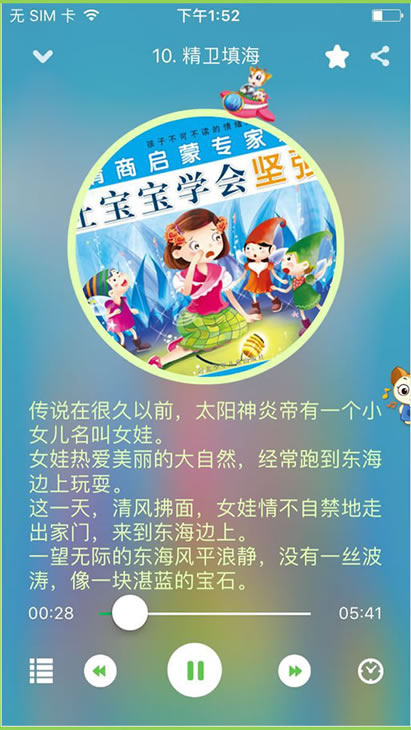 无 SIM 卡
下午1:52
10. 精卫填海
孩子不可不读的情绪
情商启蒙专家
让宝宝学会坚强
传说在很久以前，太阳神炎帝有一个小
女儿名叫女娃。
女娃热爱美丽的大自然，经常跑到东海
边上玩耍。
这一天，清风拂面，女娃情不自禁地走
出家门，来到东海边上。
一望无际的东海风平浪静，没有一丝波
涛，像一块湛蓝的宝石。
00:28
05:41